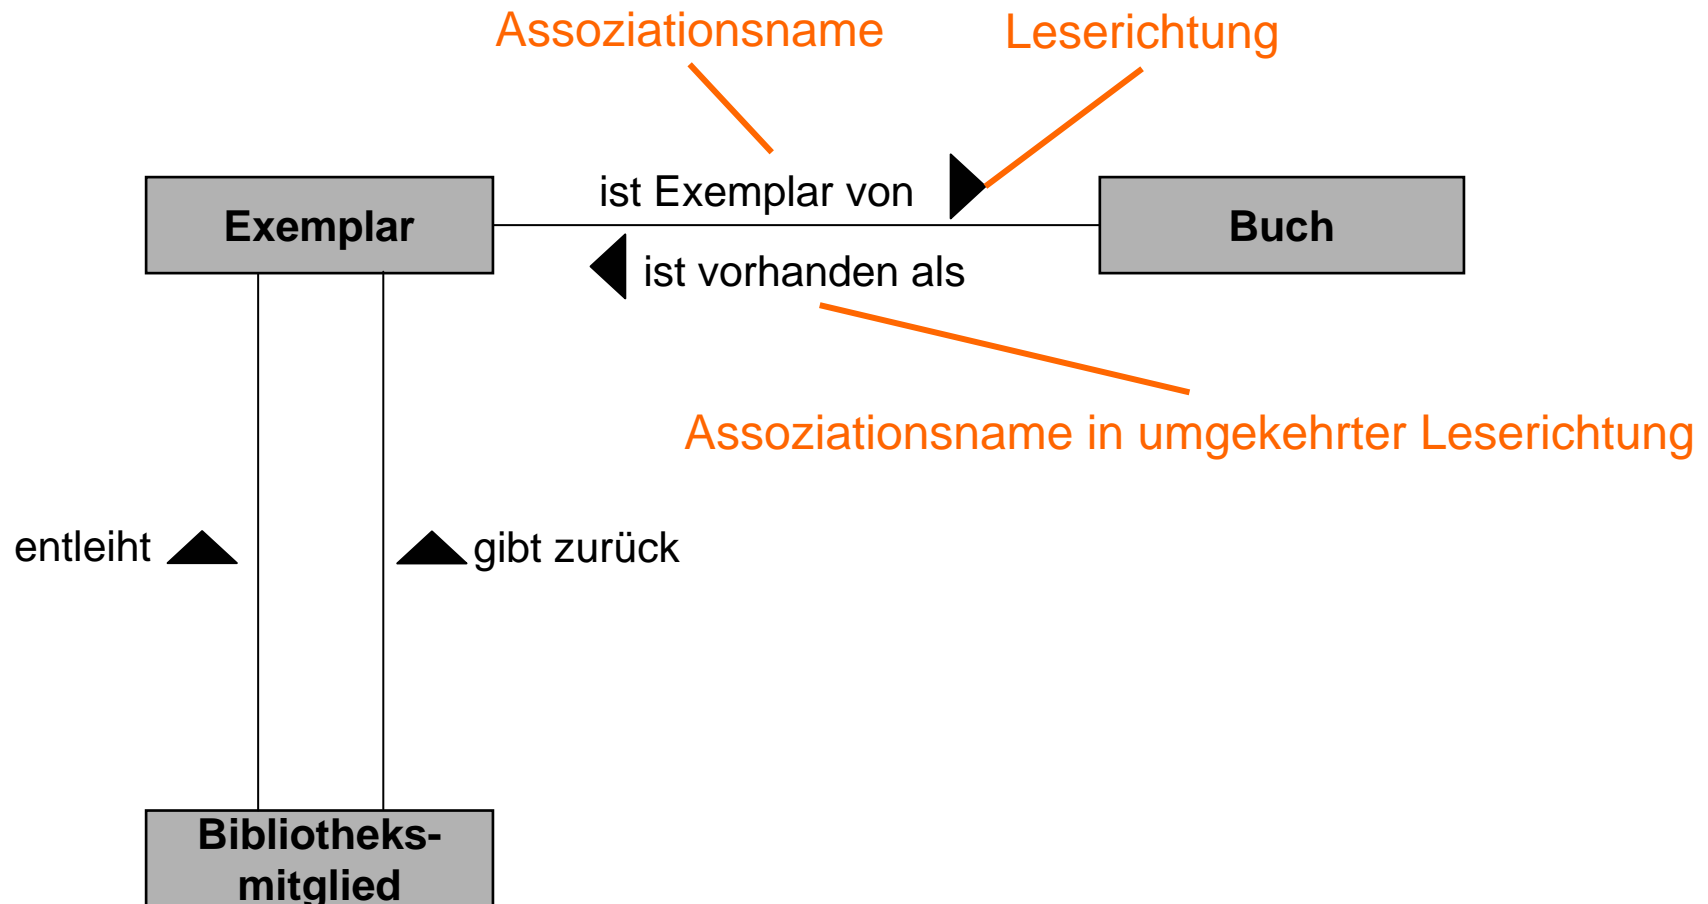 Assoziationsname
Leserichtung
ist Exemplar von
Exemplar
Buch
ist vorhanden als
Assoziationsname in umgekehrter Leserichtung
entleiht
gibt zurück
Bibliotheks-
mitglied